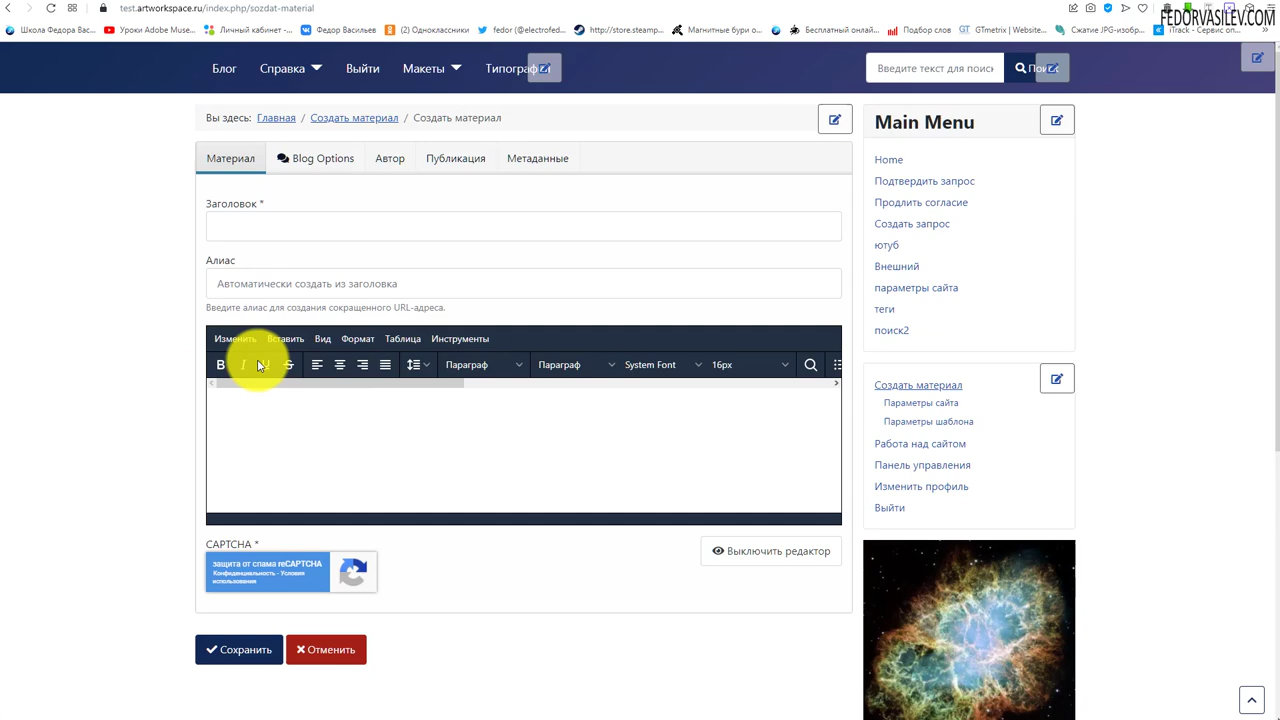 test.artworkspace.ru/index.php/sozdat-material
FEDORVASILEV.COM
Школа Федора Вас...
Уроки Adobe Muse...
Личный кабинет -...
Федор Васильев
(2) Одноклассники
fedor (@electrofed...
http://store.steamp...
Магнитные бури о...
Бесплатный онлай...
Подбор слов
GTmetrix | Website...
Сжатие JPG-изобр...
iTrack - Сервис оп...
Блог
Справка
Выйти
Макеты
Введите текст для поиск
Вы здесь: Главная / Создать материал / Создать материал
Материал
Blog Options
Автор
Публикация
Метаданные
Заголовок *
Алиас
Автоматически создать из заголовка
Введите алиас для создания сокращенного URL-адреса.
Изменить Вставить Вид Формат Таблица Инструменты
B I U S Параграф Параграф System Font 16px
CAPTCHA *
защита от спама reCAPTCHA
Конфиденциальность - Условия
использования
Выключить редактор
Сохранить
Отменить
Main Menu
Home
Подтвердить запрос
Продлить согласие
Создать запрос
ютуб
Внешний
параметры сайта
теги
поиск2
Создать материал
Параметры сайта
Параметры шаблона
Работа над сайтом
Панель управления
Изменить профиль
Выйти